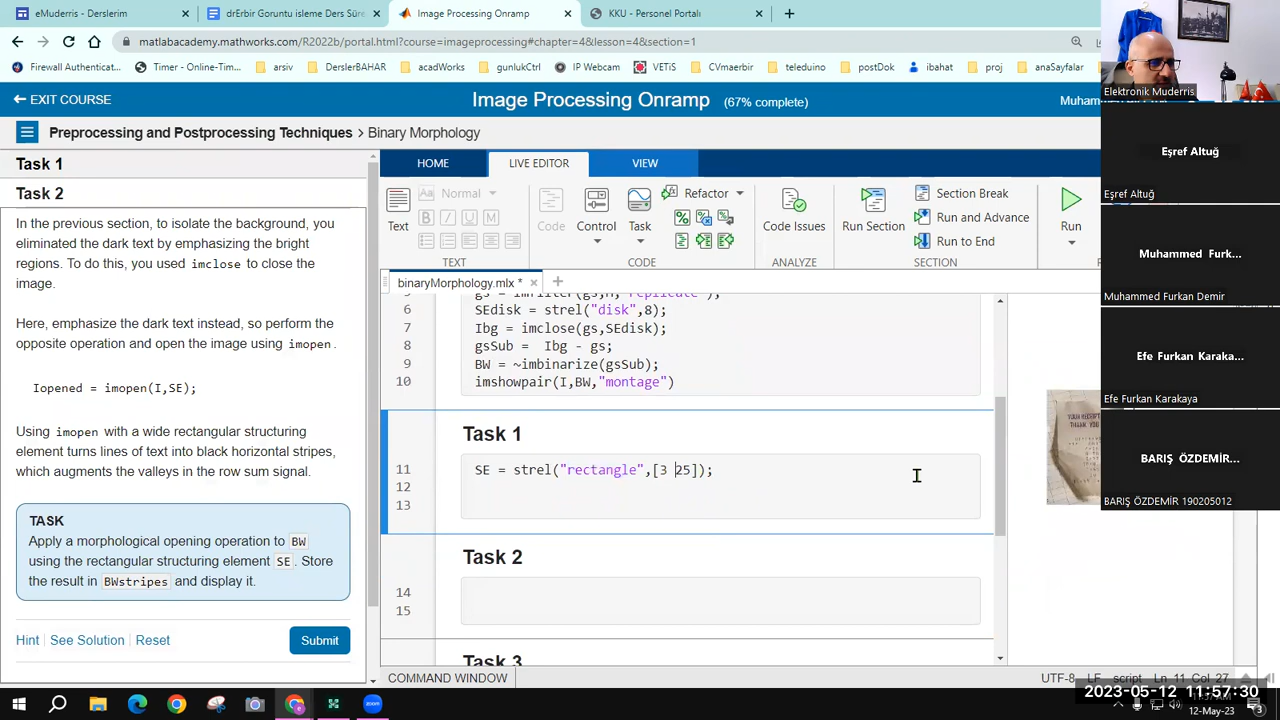 eMuderris - Derslerim
drErbir Goruntu isleme Ders Süre
Image Processing Onramp
KKU - Personel Portalı
matlabacademy.mathworks.com/R2022b/portal.html?course=imageprocessing#chapter=4&lesson=4&section=1
Firewall Authenticat...
Timer - Online-Tim...
arsiv
DerslerBAHAR
acadWorks
gunlukCtrl
IP Webcam
VETiS
CVmaerbir
teleduino
postDok
ibahat
proj
anaSayfalar
EXIT COURSE
Image Processing Onramp (67% complete)
Preprocessing and Postprocessing Techniques > Binary Morphology
Task 1
Task 2
In the previous section, to isolate the background, you
eliminated the dark text by emphasizing the bright
regions. To do this, you used imclose to close the
image.
Here, emphasize the dark text instead, so perform the
opposite operation and open the image using imopen.
Iopened = imopen(I,SE);
Using imopen with a wide rectangular structuring
element turns lines of text into black horizontal stripes,
which augments the valleys in the row sum signal.
TASK
Apply a morphological opening operation to BW
using the rectangular structuring element SE. Store
the result in BWstripes and display it.
Hint
See Solution
Reset
Submit
HOME
LIVE EDITOR
VIEW
Text
Aa Normal
B I U M
Code
Control
Task
Refactor
Code Issues
Run Section
Section Break
Run and Advance
Run to End
Run
TEXT
CODE
ANALYZE
SECTION
binaryMorphology.mlx *
6 SEdisk = strel("disk",8);
7 Ibg = imclose(gs,SEdisk);
8 gsSub = Ibg - gs;
9 BW = ~imbinarize(gsSub);
10 imshowpair(I,BW,"montage")
Task 1
11 SE = strel("rectangle",[3 25]);
12
13
Task 2
14
15
Task 3
COMMAND WINDOW
UTF-8
LF
script
Ln 11 Col 27
Elektronik Muderris
Eşref Altuğ
Eşref Altuğ
Muhammed Furk...
Muhammed Furkan Demir
Efe Furkan Karaka...
Efe Furkan Karakaya
BARIŞ ÖZDEMİR...
BARIŞ ÖZDEMİR 190205012
2023-05-12 11:57:30
12-May-23